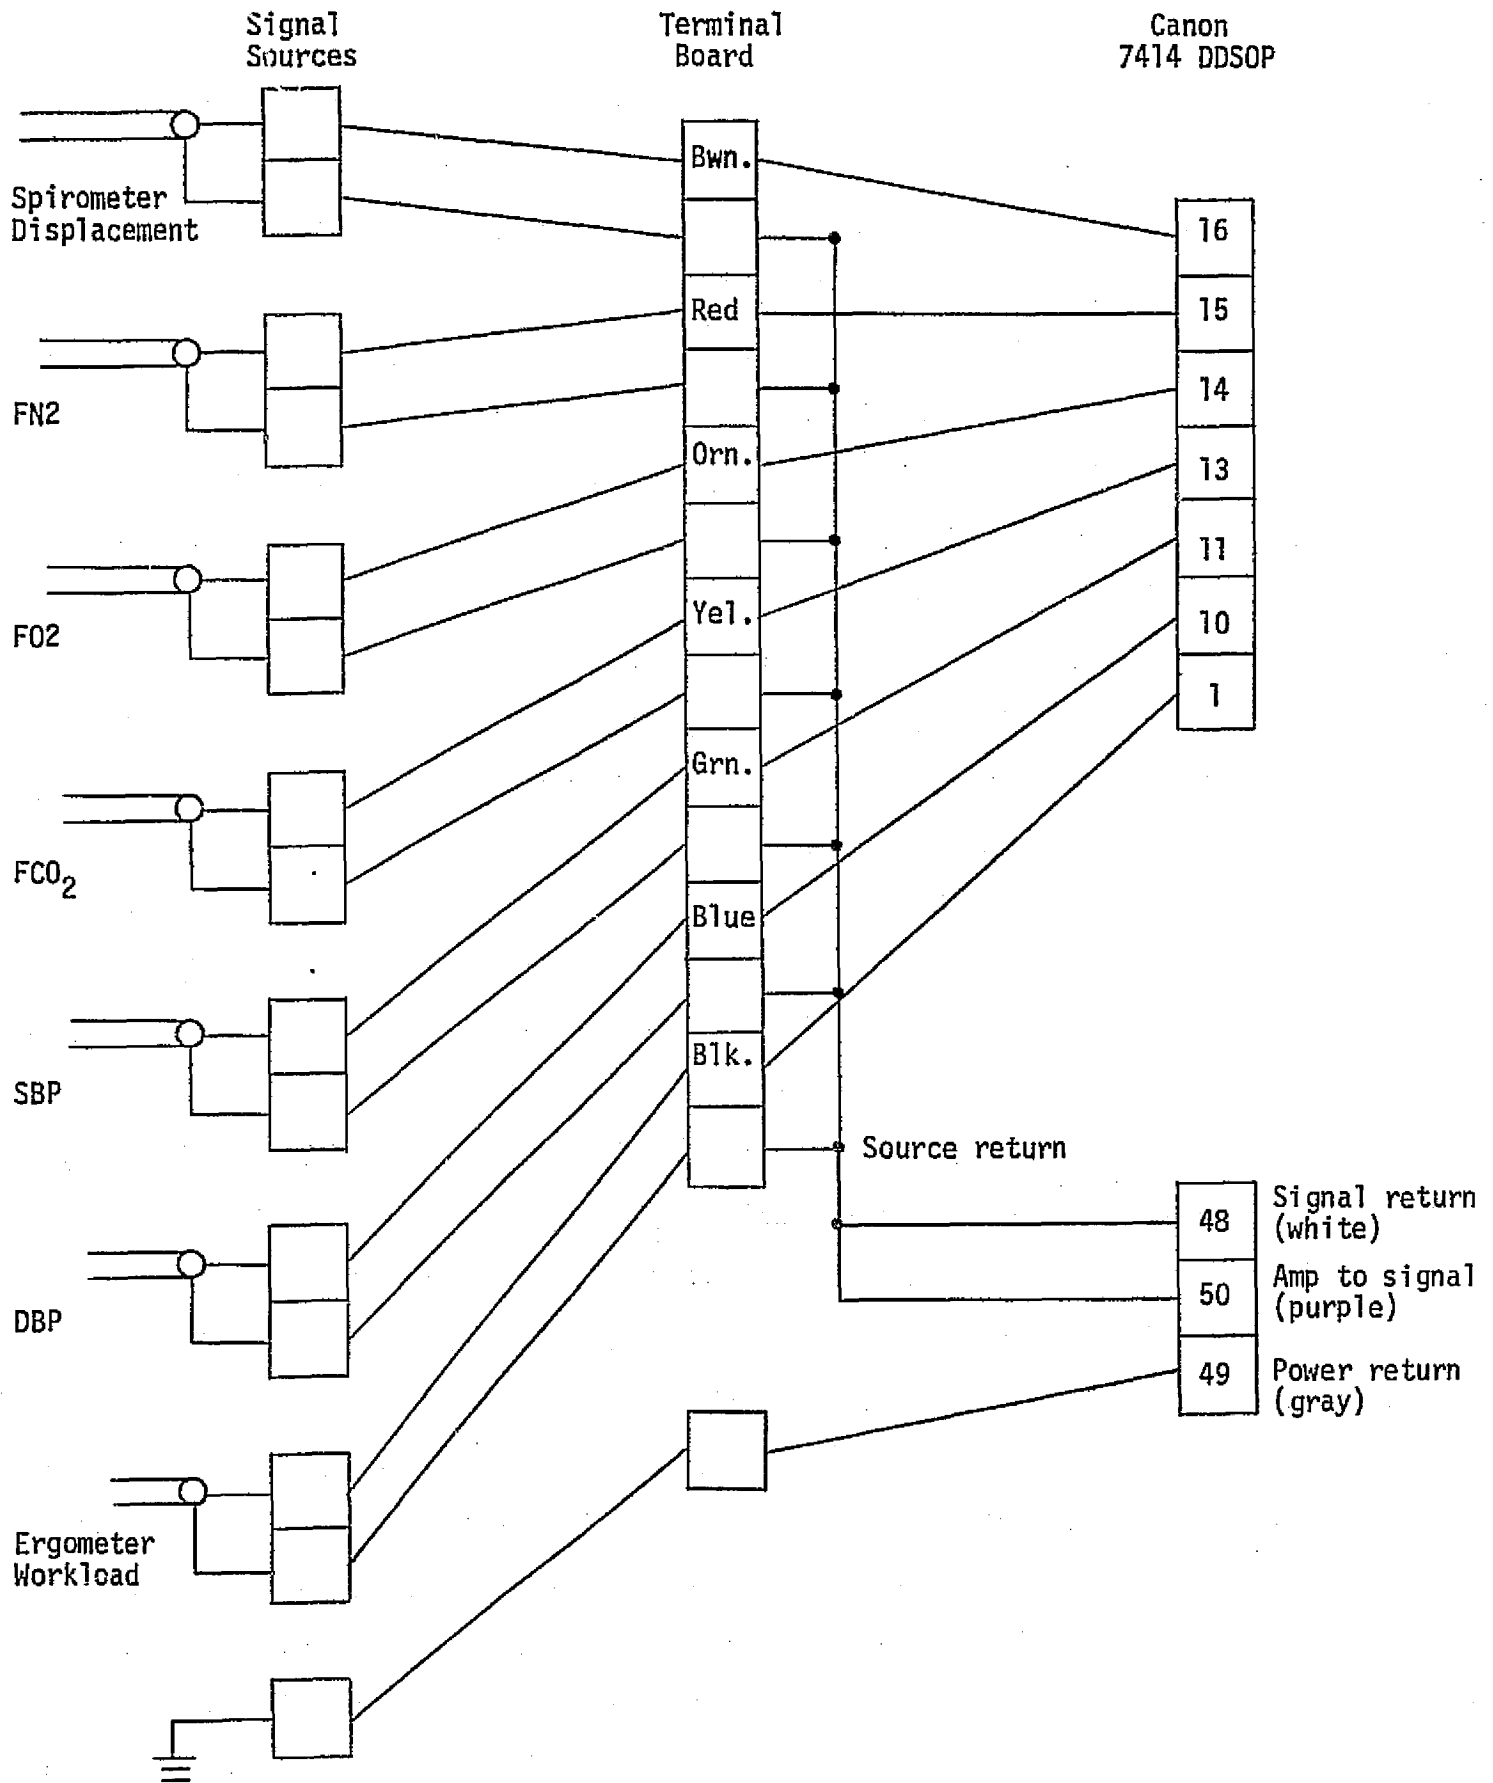 Signal
Sources
Terminal
Board
Canon
7414 DDSOP
Spirometer
Displacement
FN2
FO2
FCO2
SBP
DBP
Ergometer
Workload
Bwn.
Red
Orn.
Yel.
Grn.
Blue
Blk.
16
15
14
13
11
10
1
Source return
48
Signal return
(white)
50
Amp to signal
(purple)
49
Power return
(gray)